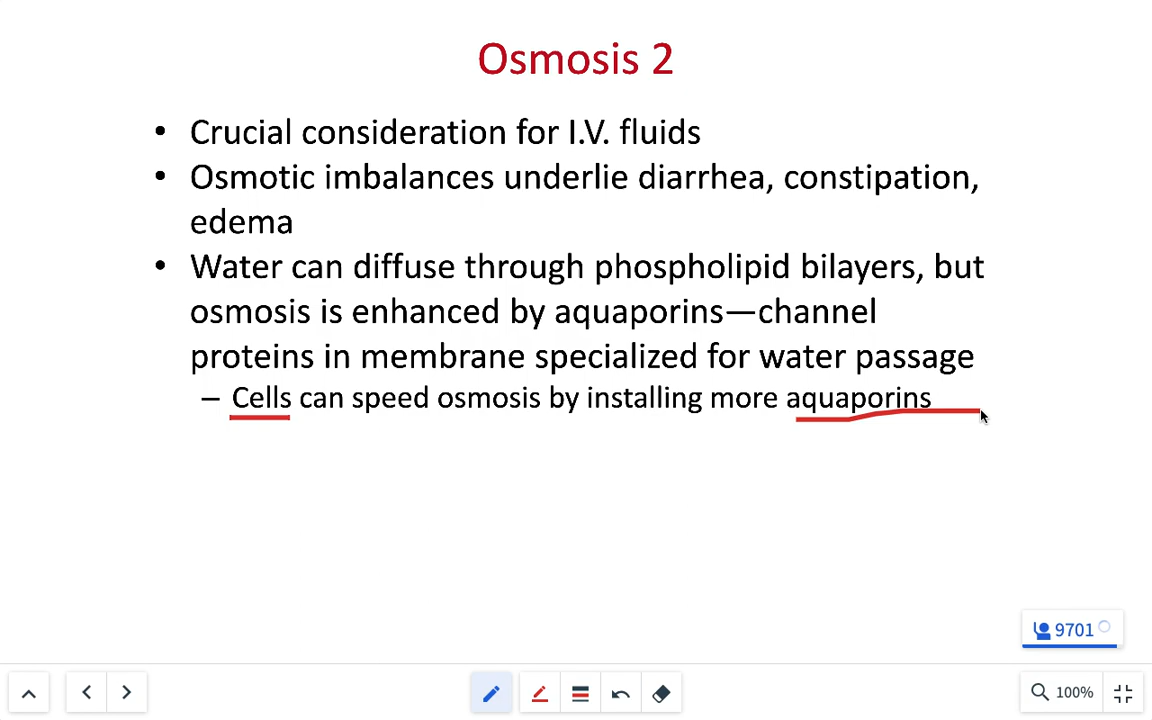 Osmosis 2
• Crucial consideration for I.V. fluids
• Osmotic imbalances underlie diarrhea, constipation,
edema
• Water can diffuse through phospholipid bilayers, but
osmosis is enhanced by aquaporins—channel
proteins in membrane specialized for water passage
– Cells can speed osmosis by installing more aquaporins
9701
100%